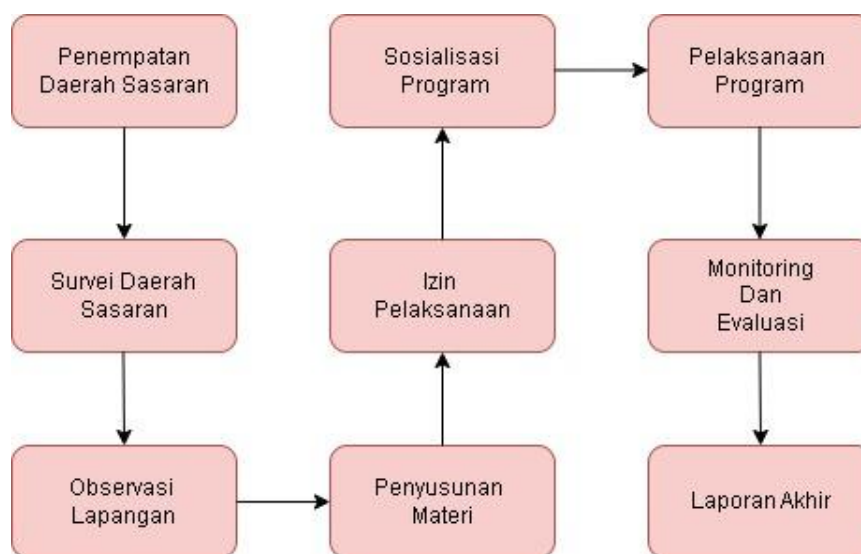 Penempatan
Daerah Sasaran
Survei Daerah
Sasaran
Observasi
Lapangan
Penyusunan
Materi
Izin
Pelaksanaan
Sosialisasi
Program
Pelaksanaan
Program
Monitoring
Dan
Evaluasi
Laporan Akhir